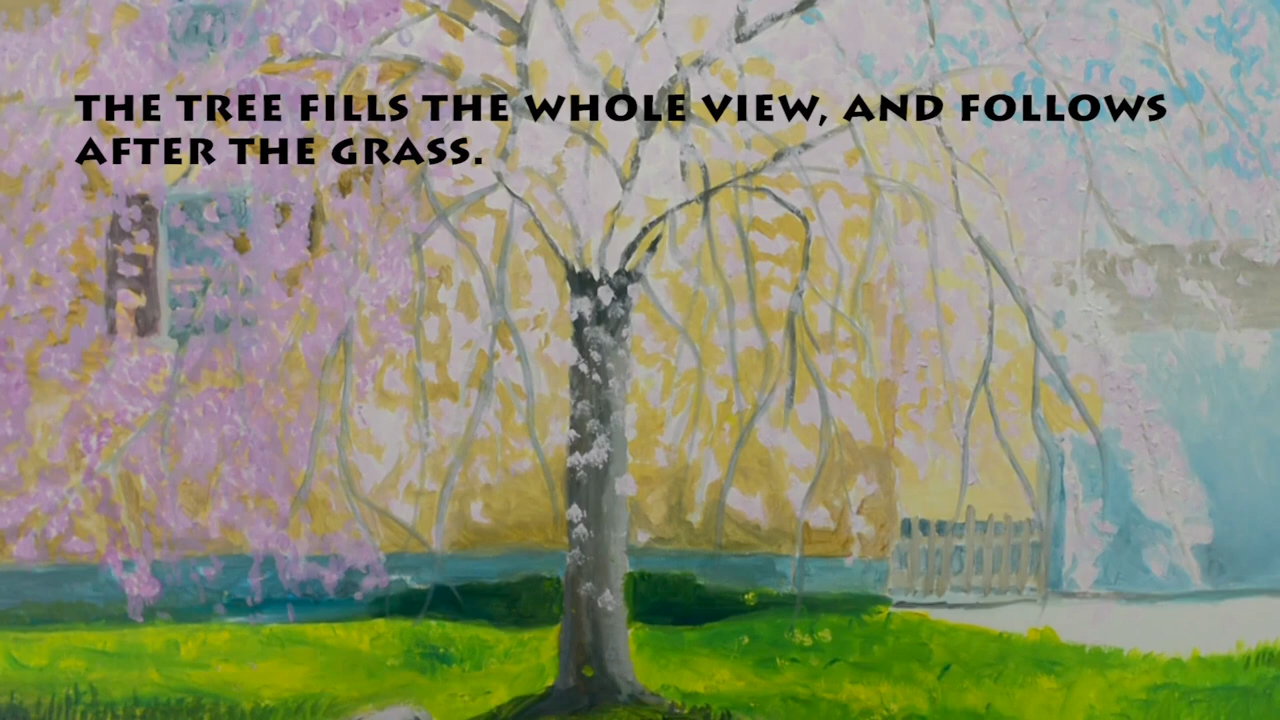 THE TREE FILLS THE WHOLE VIEW, AND FOLLOWS
AFTER THE GRASS.